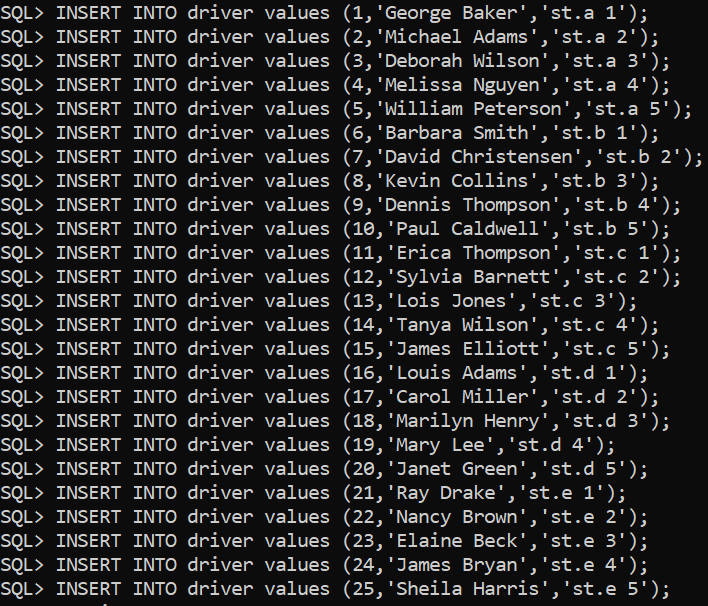 SQL> INSERT INTO driver values (1,'George Baker','st.a 1');
SQL> INSERT INTO driver values (2,'Michael Adams','st.a 2');
SQL> INSERT INTO driver values (3,'Deborah Wilson','st.a 3');
SQL> INSERT INTO driver values (4,'Melissa Nguyen','st.a 4');
SQL> INSERT INTO driver values (5,'William Peterson','st.a 5');
SQL> INSERT INTO driver values (6,'Barbara Smith','st.b 1');
SQL> INSERT INTO driver values (7,'David Christensen','st.b 2');
SQL> INSERT INTO driver values (8,'Kevin Collins','st.b 3');
SQL> INSERT INTO driver values (9,'Dennis Thompson','st.b 4');
SQL> INSERT INTO driver values (10,'Paul Caldwell','st.b 5');
SQL> INSERT INTO driver values (11,'Erica Thompson','st.c 1');
SQL> INSERT INTO driver values (12,'Sylvia Barnett','st.c 2');
SQL> INSERT INTO driver values (13,'Lois Jones','st.c 3');
SQL> INSERT INTO driver values (14,'Tanya Wilson','st.c 4');
SQL> INSERT INTO driver values (15,'James Elliott','st.c 5');
SQL> INSERT INTO driver values (16,'Louis Adams','st.d 1');
SQL> INSERT INTO driver values (17,'Carol Miller','st.d 2');
SQL> INSERT INTO driver values (18,'Marilyn Henry','st.d 3');
SQL> INSERT INTO driver values (19,'Mary Lee','st.d 4');
SQL> INSERT INTO driver values (20,'Janet Green','st.d 5');
SQL> INSERT INTO driver values (21,'Ray Drake','st.e 1');
SQL> INSERT INTO driver values (22,'Nancy Brown','st.e 2');
SQL> INSERT INTO driver values (23,'Elaine Beck','st.e 3');
SQL> INSERT INTO driver values (24,'James Bryan','st.e 4');
SQL> INSERT INTO driver values (25,'Sheila Harris','st.e 5');